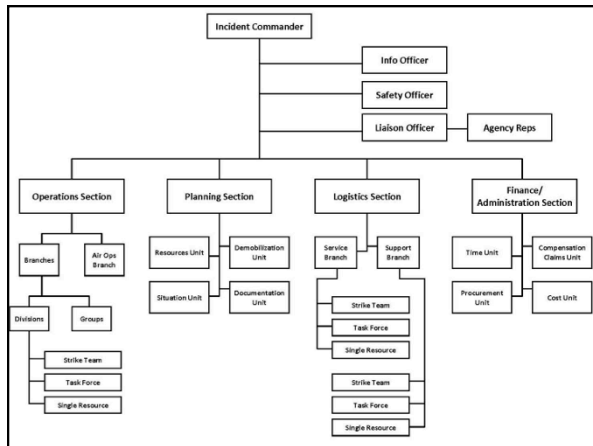 Incident Commander
Info Officer
Safety Officer
Liaison Officer
Agency Reps
Operations Section
Planning Section
Logistics Section
Finance/
Administration Section
Branches
Air Ops
Branch
Resources Unit
Demobilization
Unit
Service
Branch
Support
Branch
Time Unit
Compensation
Claims Unit
Situation Unit
Documentation
Unit
Procurement
Unit
Cost Unit
Divisions
Groups
Strike Team
Task Force
Single Resource
Strike Team
Task Force
Single Resource
Strike Team
Task Force
Single Resource